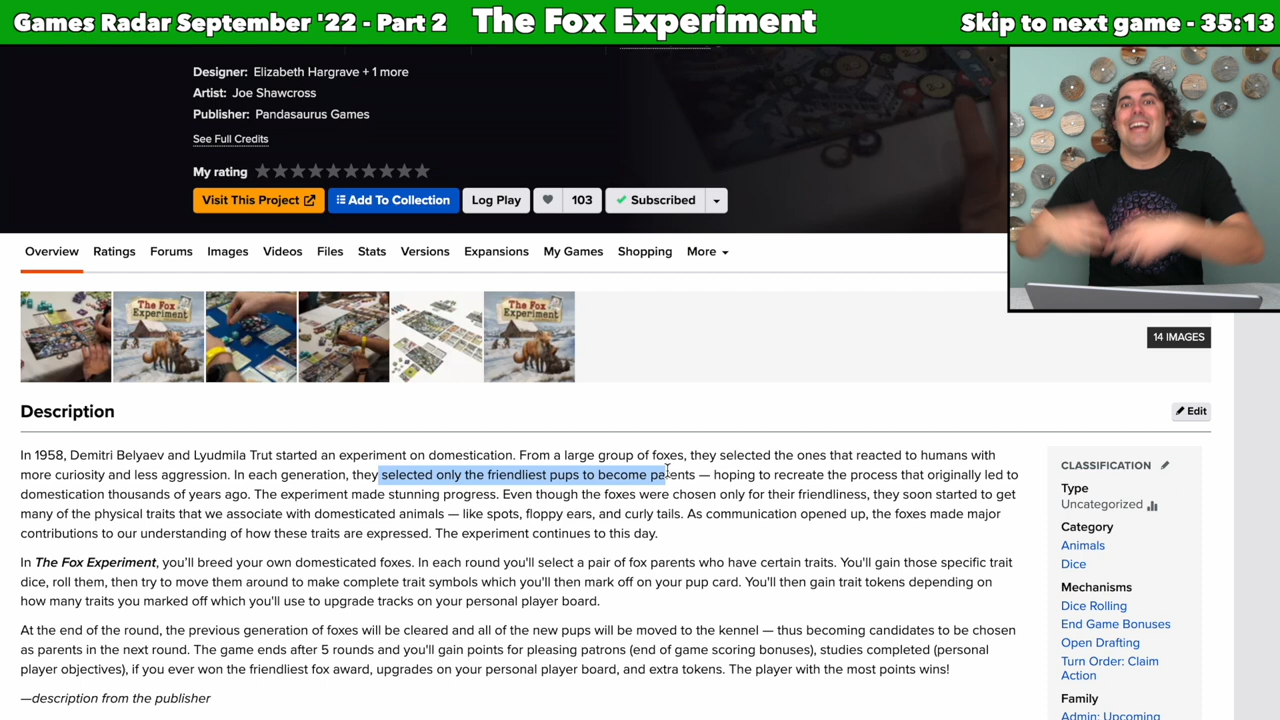 Games Radar September '22 - Part 2
The Fox Experiment
Skip to next game - 35:13
Designer: Elizabeth Hargrave + 1 more
Artist: Joe Shawcross
Publisher: Pandasaurus Games
See Full Credits
My rating
Visit This Project
Add To Collection
Log Play
103
Subscribed
Overview
Ratings
Forums
Images
Videos
Files
Stats
Versions
Expansions
My Games
Shopping
More
The Fox
Experiment
The Fox
Experiment
14 IMAGES
Description
Edit
In 1958, Demitri Belyaev and Lyudmila Trut started an experiment on domestication. From a large group of foxes, they selected the ones that reacted to humans with
more curiosity and less aggression. In each generation, they selected only the friendliest pups to become parents — hoping to recreate the process that originally led to
domestication thousands of years ago. The experiment made stunning progress. Even though the foxes were chosen only for their friendliness, they soon started to get
many of the physical traits that we associate with domesticated animals — like spots, floppy ears, and curly tails. As communication opened up, the foxes made major
contributions to our understanding of how these traits are expressed. The experiment continues to this day.
In The Fox Experiment, you'll breed your own domesticated foxes. In each round you'll select a pair of fox parents who have certain traits. You'll gain those specific trait
dice, roll them, then try to move them around to make complete trait symbols which you'll then mark off on your pup card. You'll then gain trait tokens depending on
how many traits you marked off which you'll use to upgrade tracks on your personal player board.
At the end of the round, the previous generation of foxes will be cleared and all of the new pups will be moved to the kennel — thus becoming candidates to be chosen
as parents in the next round. The game ends after 5 rounds and you'll gain points for pleasing patrons (end of game scoring bonuses), studies completed (personal
player objectives), if you ever won the friendliest fox award, upgrades on your personal player board, and extra tokens. The player with the most points wins!
—description from the publisher
CLASSIFICATION
Type
Uncategorized
Category
Animals
Dice
Mechanisms
Dice Rolling
End Game Bonuses
Open Drafting
Turn Order: Claim
Action
Family
Admin: Upcoming